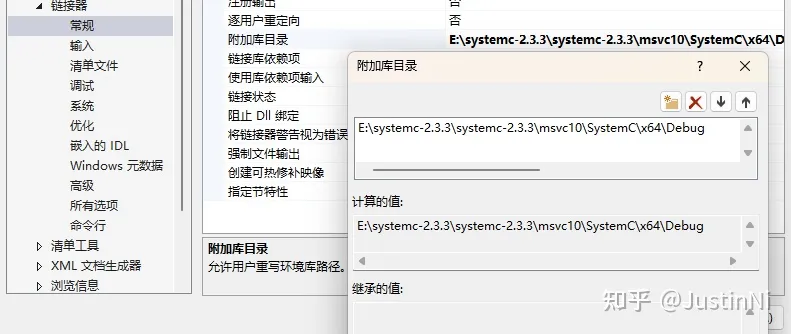 链接器
常规
输入
清单文件
调试
系统
优化
嵌入的 IDL
Windows 元数据
高级
所有选项
命令行
清单工具
XML 文档生成器
浏览信息
注册输出 否
逐用户重定向 否
附加库目录 E:\systemc-2.3.3\systemc-2.3.3\msvc10\SystemC\x64\D
链接库依赖项
使用库依赖项输入
链接状态
阻止 Dll 绑定
将链接器警告视为错误
强制文件输出
创建可热修补映像
指定节特性
附加库目录
允许用户重写环境库路径。
附加库目录 ?
E:\systemc-2.3.3\systemc-2.3.3\msvc10\SystemC\x64\Debug
计算的值:
E:\systemc-2.3.3\systemc-2.3.3\msvc10\SystemC\x64\Debug
继承的值:
知乎 @JustinNi